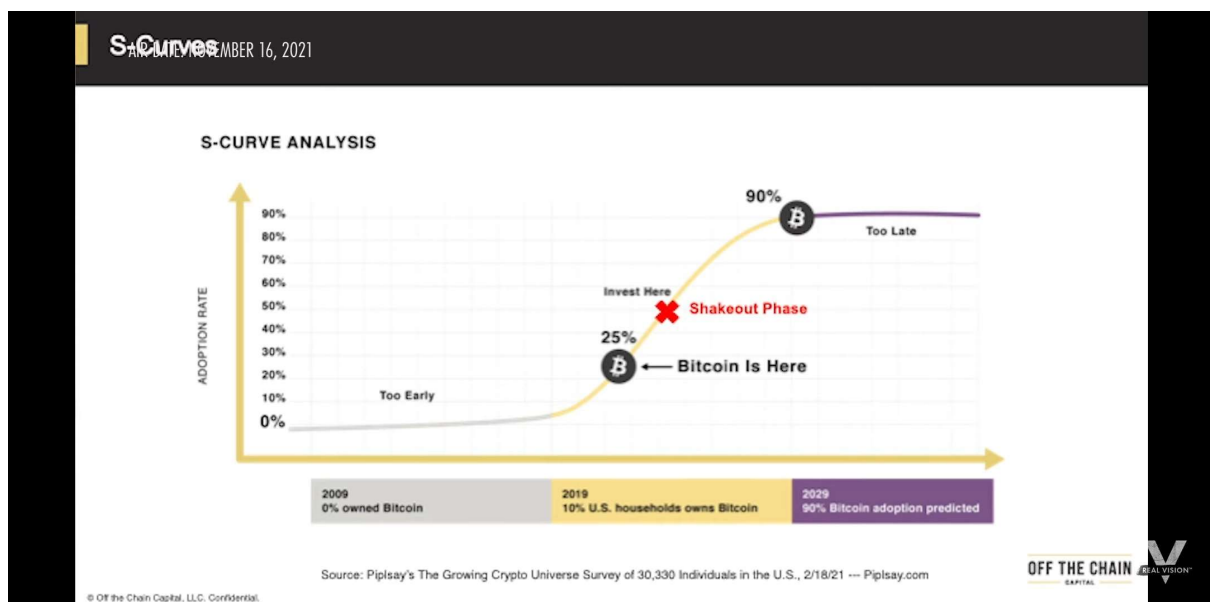 S-Curves
AIR DATE: NOVEMBER 16, 2021
S-CURVE ANALYSIS
ADOPTION RATE
90%
80%
70%
60%
50%
40%
30%
20%
10%
0%
90%
Too Late
Invest Here
Shakeout Phase
25%
Bitcoin Is Here
Too Early
2009
0% owned Bitcoin
2019
10% U.S. households owns Bitcoin
2029
90% Bitcoin adoption predicted
Source: Piplsay's The Growing Crypto Universe Survey of 30,330 Individuals in the U.S., 2/18/21 --- Piplsay.com
OFF THE CHAIN
CAPITAL
REAL VISION™
© Off the Chain Capital, LLC. Confidential.